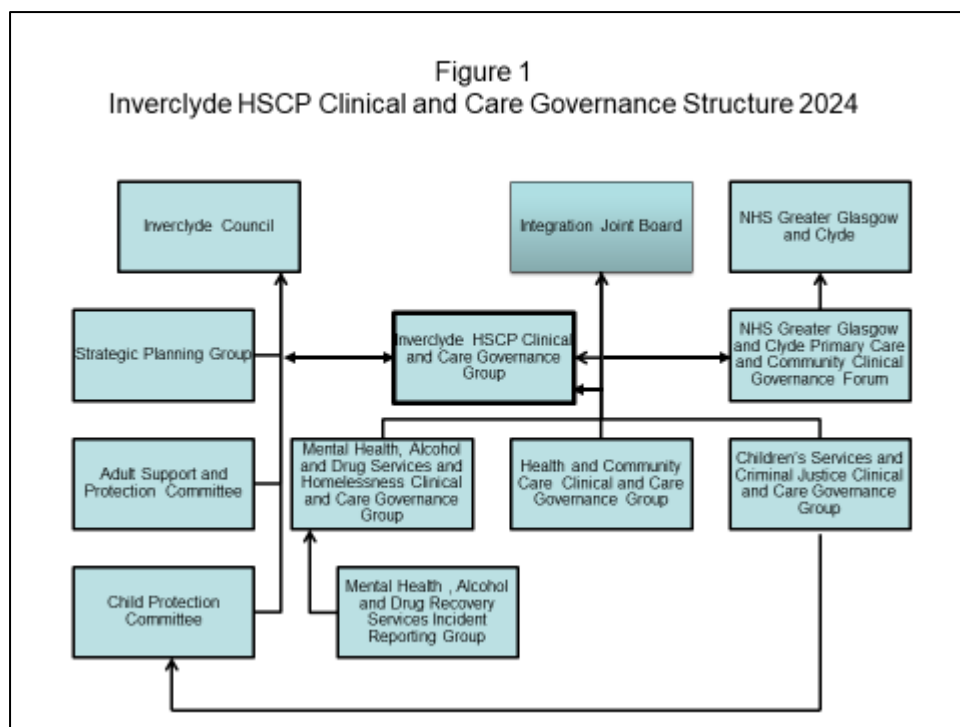 Figure 1
Inverclyde HSCP Clinical and Care Governance Structure 2024
Inverclyde Council
Integration Joint Board
NHS Greater Glasgow
and Clyde
Strategic Planning Group
Inverclyde HSCP Clinical
and Care Governance
Group
NHS Greater Glasgow
and Clyde Primary Care
and Community Clinical
Governance Forum
Adult Support and
Protection Committee
Mental Health, Alcohol
and Drug Services and
Homelessness Clinical
and Care Governance
Group
Health and Community
Care Clinical and Care
Governance Group
Children's Services and
Criminal Justice Clinical
and Care Governance
Group
Child Protection
Committee
Mental Health , Alcohol
and Drug Recovery
Services Incident
Reporting Group